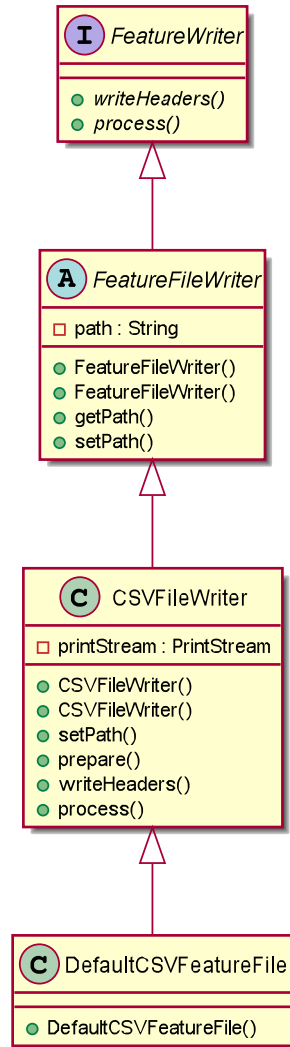 I FeatureWriter
writeHeaders()
process()
A FeatureFileWriter
path : String
FeatureFileWriter()
FeatureFileWriter()
getPath()
setPath()
C CSVFileWriter
printStream : PrintStream
CSVFileWriter()
CSVFileWriter()
setPath()
prepare()
writeHeaders()
process()
C DefaultCSVFeatureFile
DefaultCSVFeatureFile()